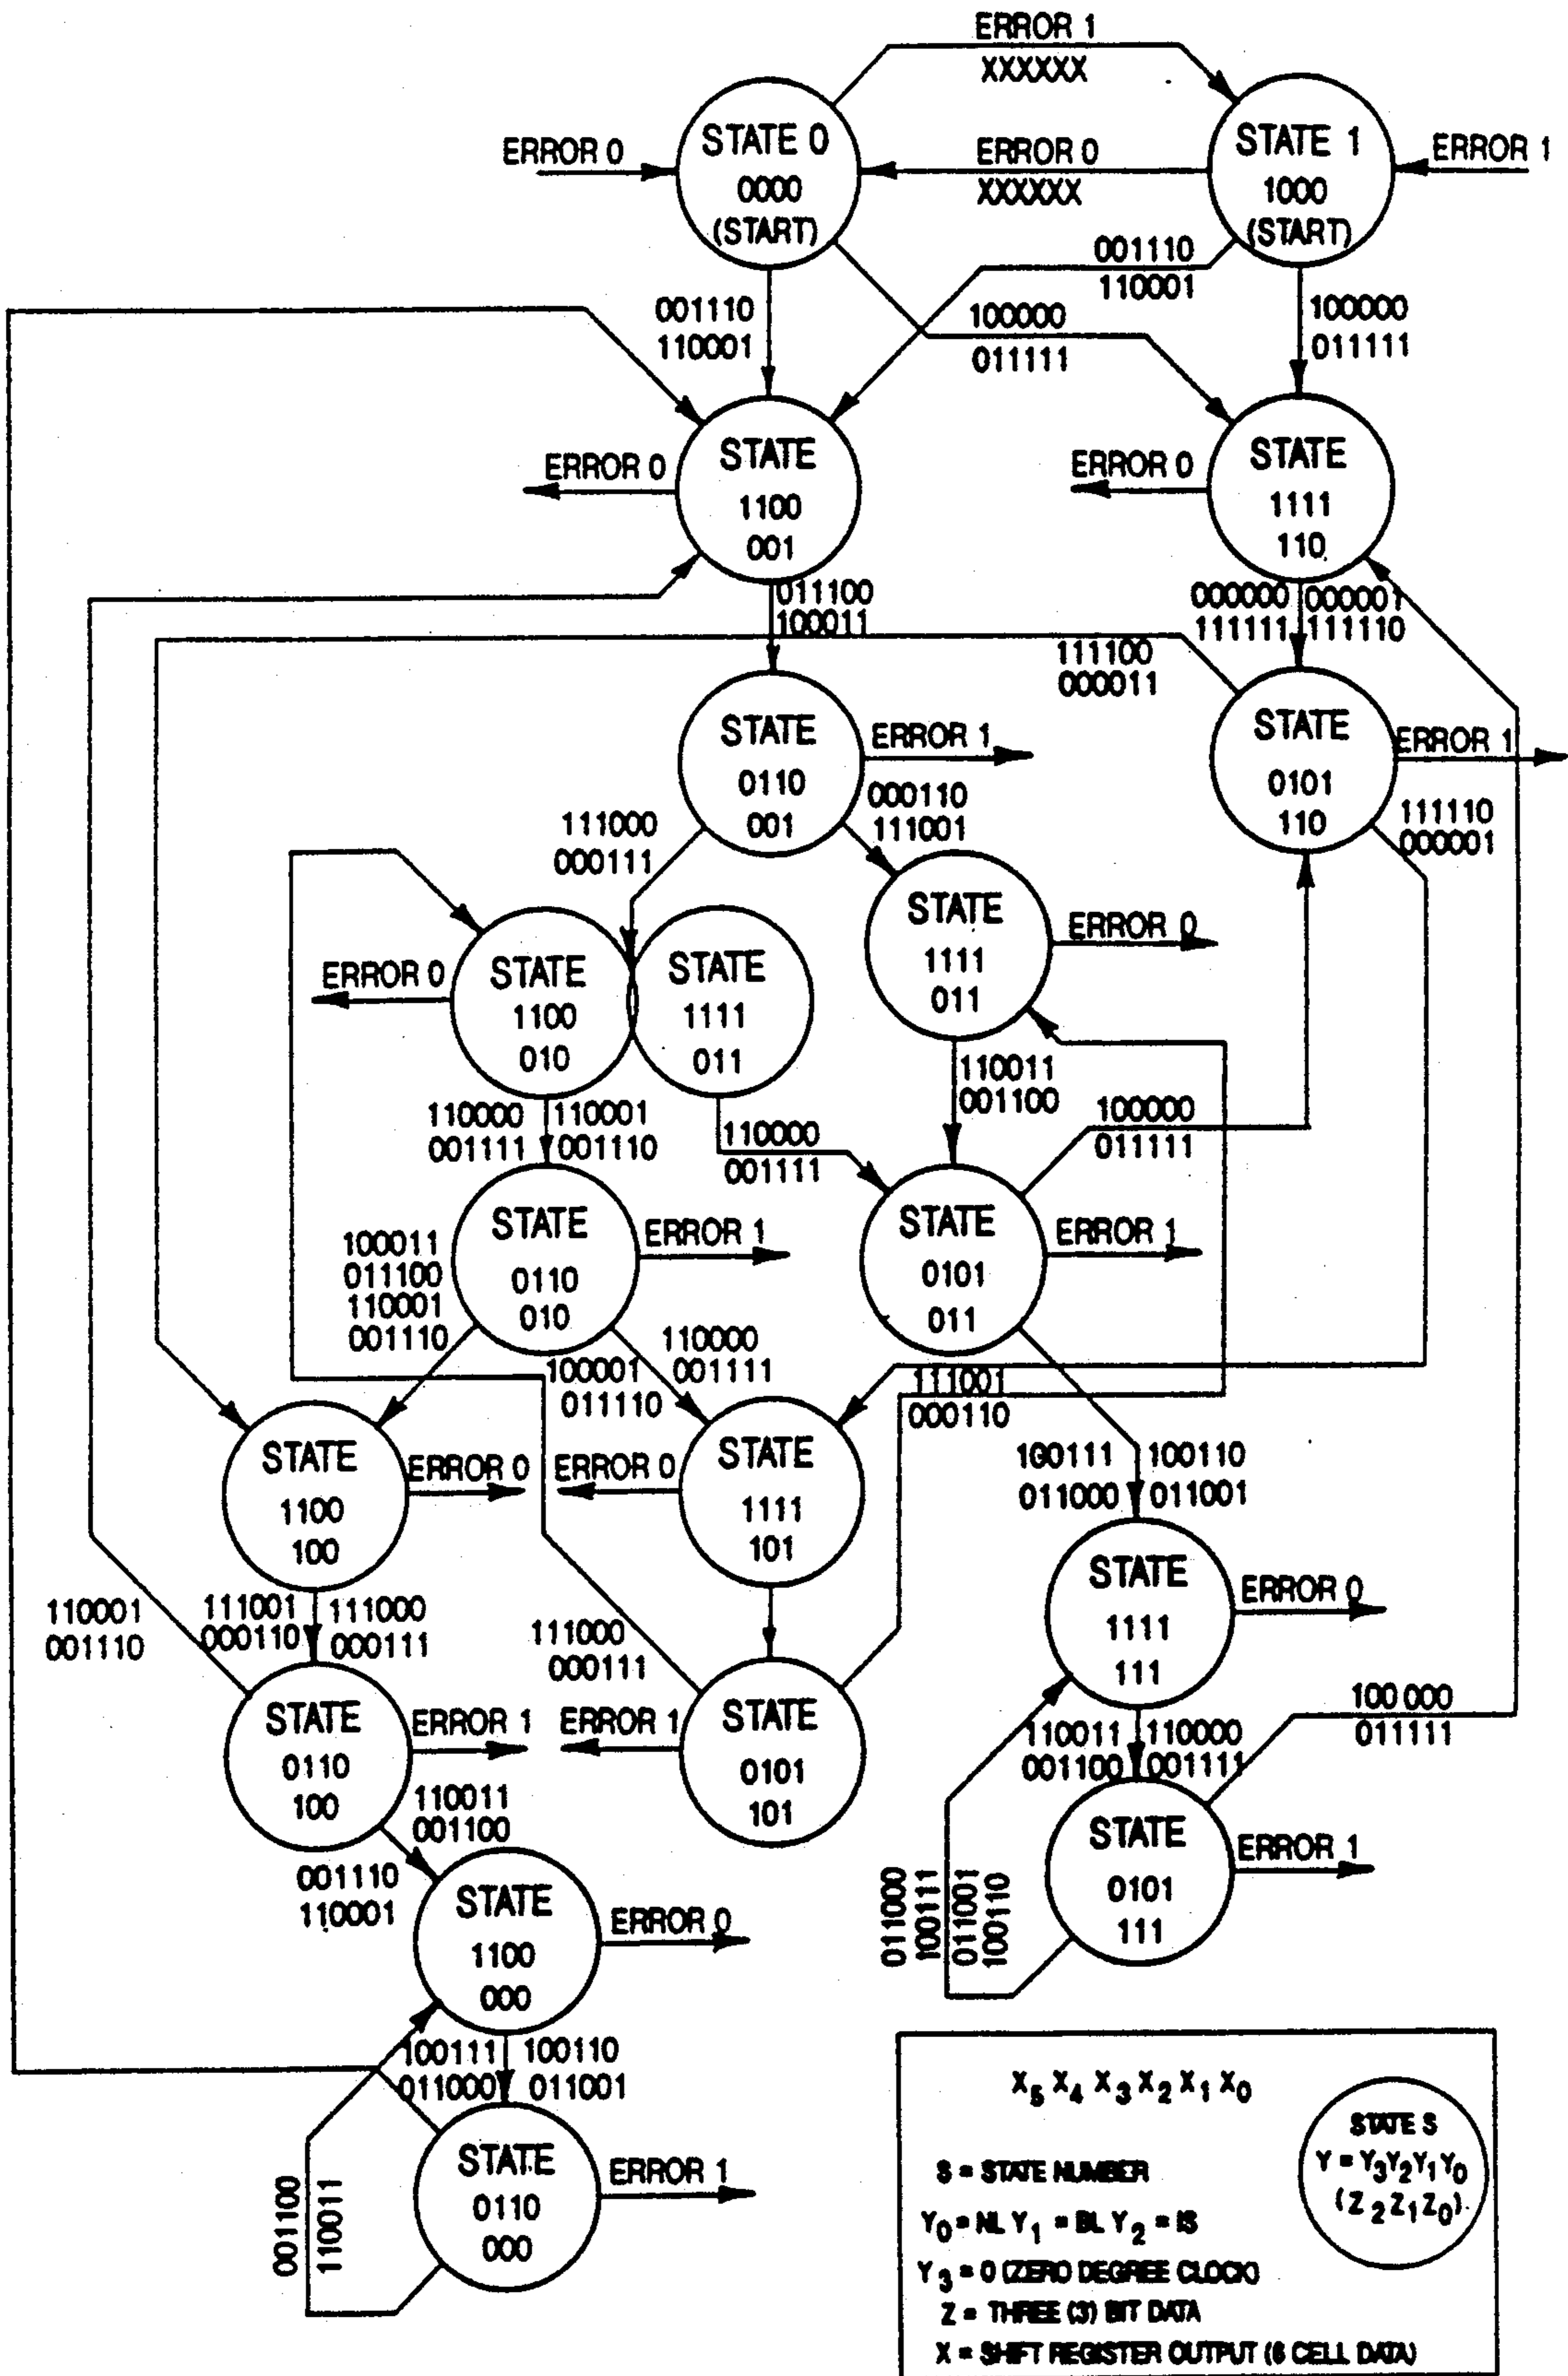 ERROR 1
XXXXXX
STATE 0
0000
(START)
STATE 1
1000
(START)
ERROR 0
ERROR 0
XXXXXX
ERROR 1
001110
110001
001110
110001
100000
011111
100000
011111
STATE
1100
001
ERROR 0
STATE
1111
110
ERROR 0
011100
100011
000000 000001
111111 111110
111100
000011
STATE
0110
001
ERROR 1
STATE
0101
110
ERROR 1
111000
000111
000110
111001
111110
000001
STATE
1100
010
ERROR 0
STATE
1111
011
STATE
1111
011
ERROR 0
110000 110001
001111 001110
110000
001111
110011
001100
100000
011111
STATE
0110
010
ERROR 1
STATE
0101
011
ERROR 1
100011
011100
110001
001110
110000
001111
100001
011110
111001
000110
STATE
1100
100
ERROR 0
STATE
1111
101
ERROR 0
100111 100110
011000 011001
STATE
1111
111
ERROR 0
110001
001110
111001 111000
000110 000111
111000
000111
STATE
0110
100
ERROR 1
STATE
0101
101
ERROR 1
110011 110000
001100 001111
100 000
011111
STATE
0101
111
ERROR 1
011000
100111
011001
100110
110011
001100
001110
110001
STATE
1100
000
ERROR 0
100111 100110
011000 011001
STATE
0110
000
ERROR 1
001100
110011
X5 X4 X3 X2 X1 X0
S = STATE NUMBER
Y0 = NL Y1 = BL Y2 = IS
Y3 = 0 (ZERO DEGREE CLOCK)
Z = THREE (3) BIT DATA
X = SHIFT REGISTER OUTPUT (6 CELL DATA)
STATE S
Y = Y3Y2Y1Y0
(Z2Z1Z0)